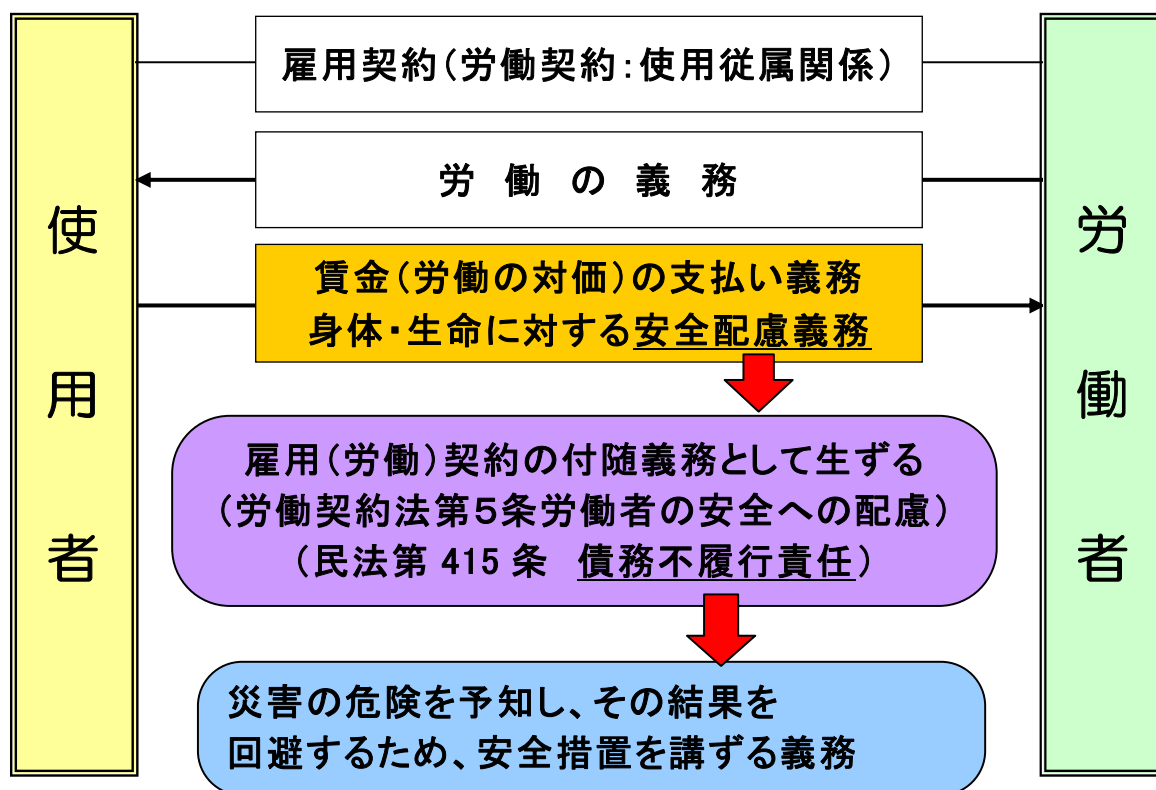 使用者
雇用契約(労働契約:使用従属関係)
労働の義務
賃金(労働の対価)の支払い義務
身体・生命に対する安全配慮義務
雇用(労働)契約の付随義務として生ずる
(労働契約法第5条労働者の安全への配慮)
(民法第 415 条 債務不履行責任)
災害の危険を予知し、その結果を
回避するため、安全措置を講ずる義務
労働者